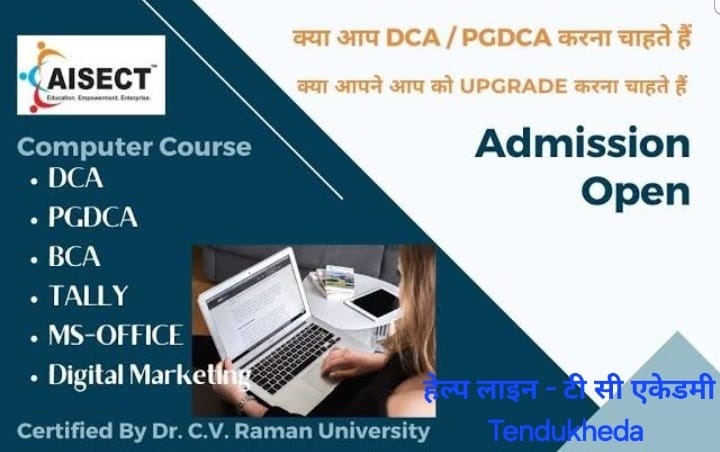 क्या आप DCA / PGDCA करना चाहते हैं
क्या आपने आप को UPGRADE करना चाहते हैं
AISECT™
Education. Empowerment. Enterprise.
Admission
Open
Computer Course
• DCA
• PGDCA
• BCA
• TALLY
• MS-OFFICE
• Digital Marketing
हेल्प लाइन - टी सी एकेडमी
Tendukheda
Certified By Dr. C.V. Raman University